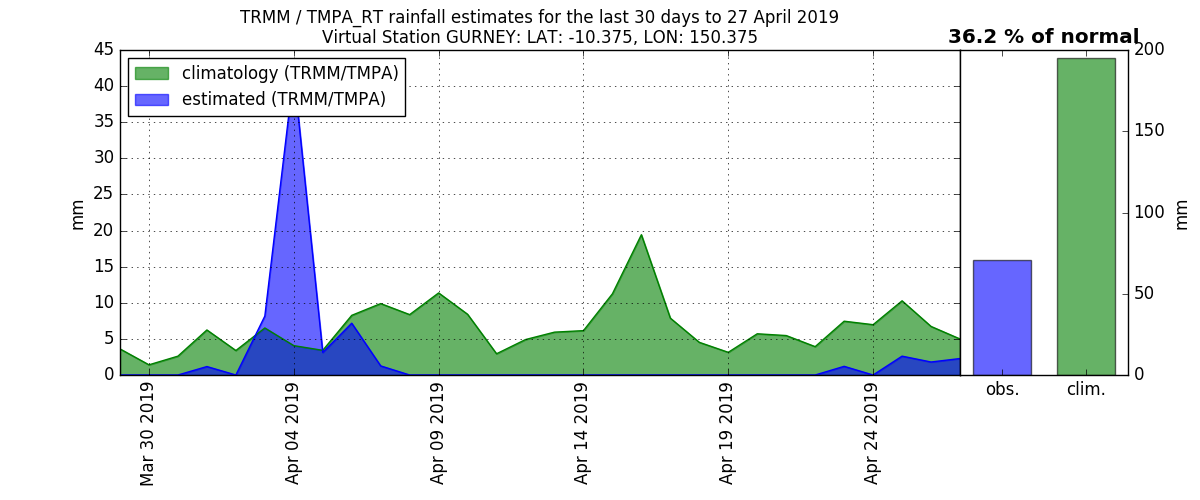 TRMM / TMPA_RT rainfall estimates for the last 30 days to 27 April 2019
Virtual Station GURNEY: LAT: -10.375, LON: 150.375
36.2 % of normal
climatology (TRMM/TMPA)
estimated (TRMM/TMPA)
45
40
35
30
25
20
15
10
5
0
mm
Mar 30 2019
Apr 04 2019
Apr 09 2019
Apr 14 2019
Apr 19 2019
Apr 24 2019
obs.
clim.
200
150
100
50
0
mm